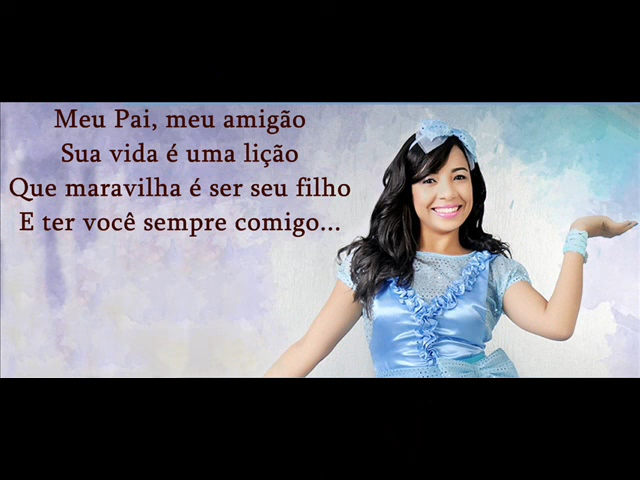 Meu Pai, meu amigão
Sua vida é uma lição
Que maravilha é ser seu filho
E ter você sempre comigo...